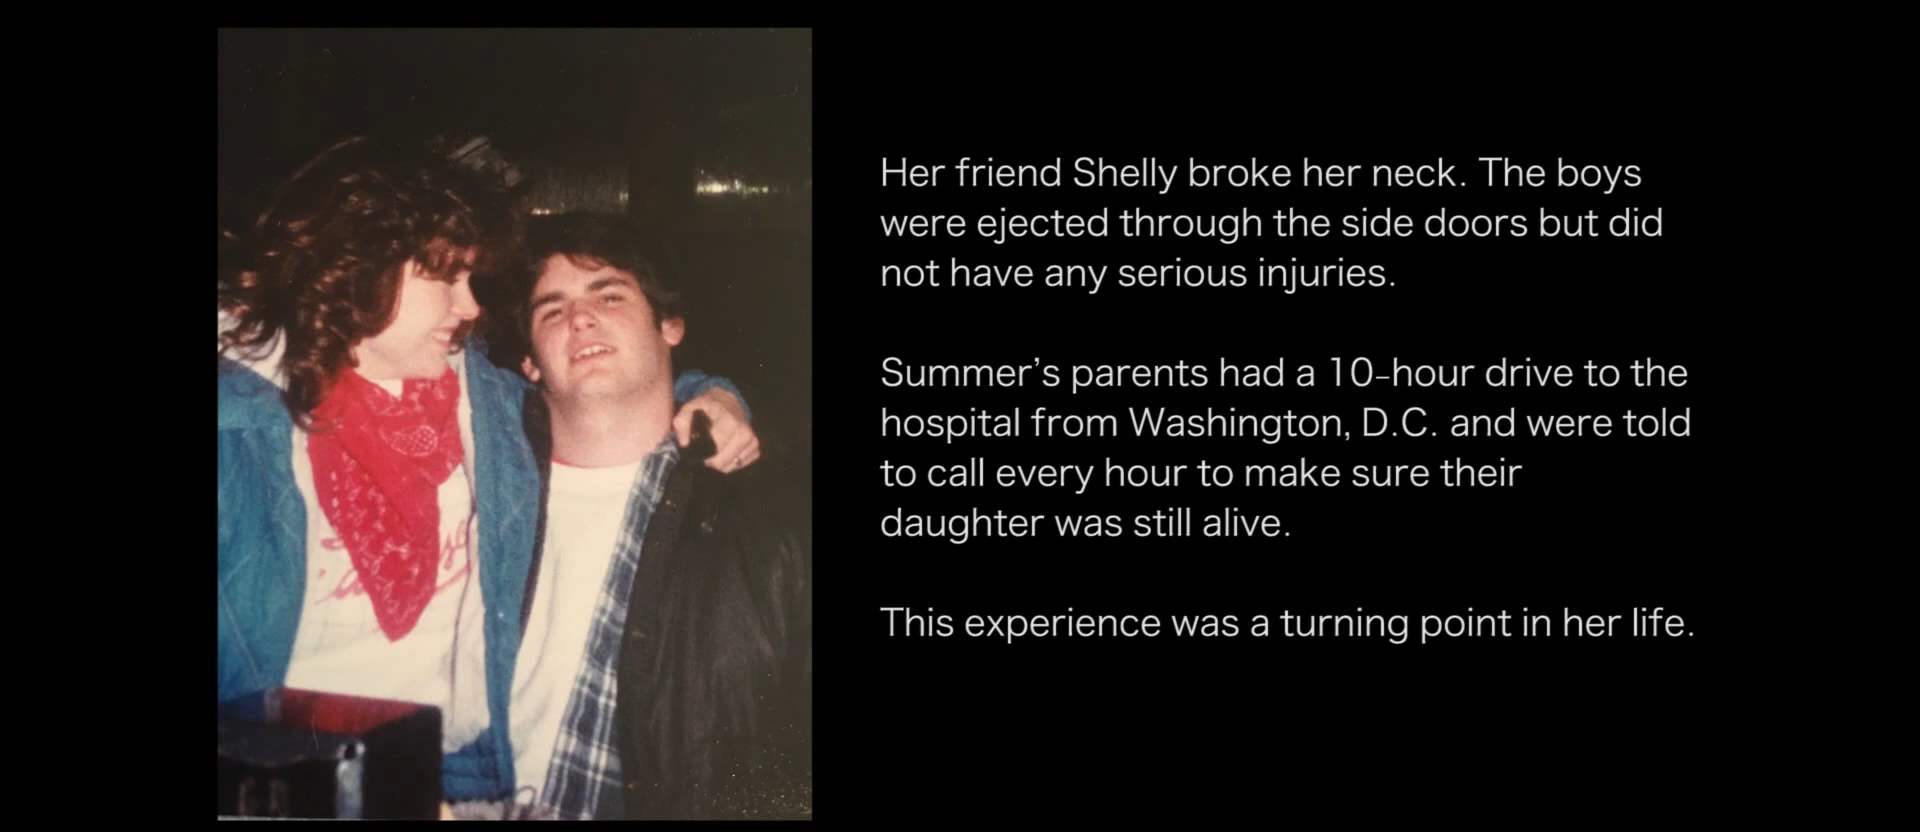 Her friend Shelly broke her neck. The boys
were ejected through the side doors but did
not have any serious injuries.
Summer’s parents had a 10-hour drive to the
hospital from Washington, D.C. and were told
to call every hour to make sure their
daughter was still alive.
This experience was a turning point in her life.